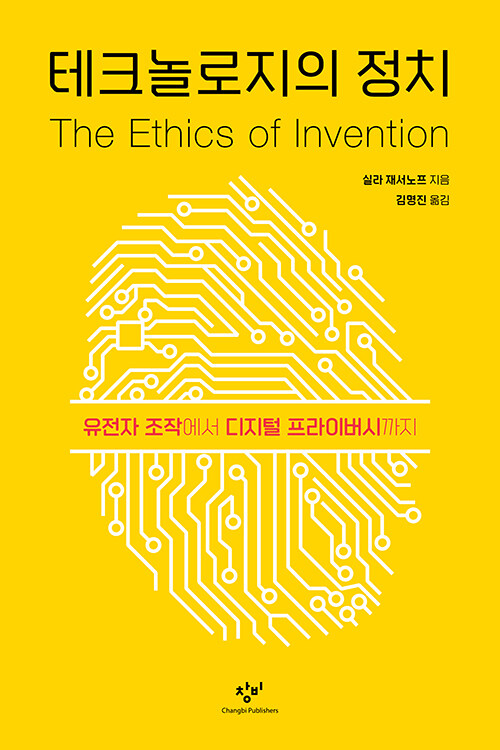 테크놀로지의 정치
The Ethics of Invention
실라 재서노프 지음
김명진 옮김
유전자 조작에서 디지털 프라이버시까지
창비
Changbi Publishers